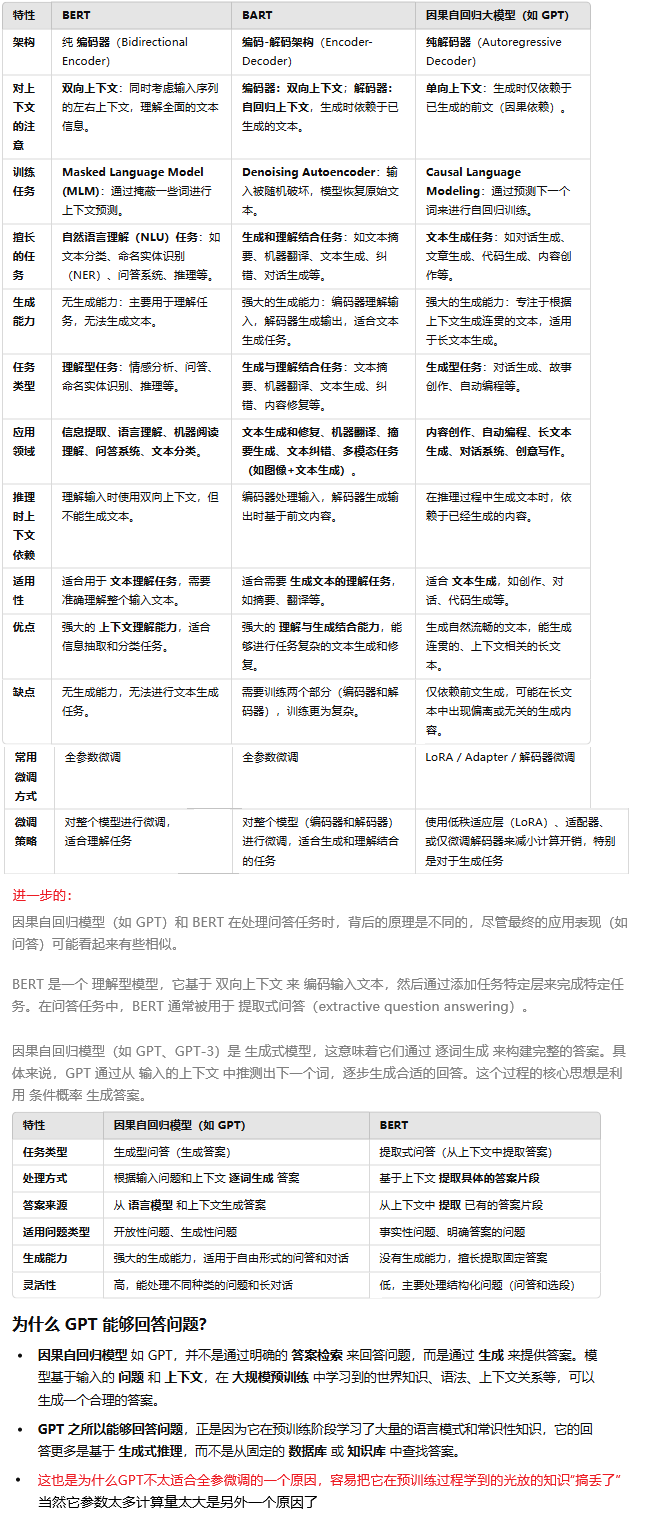 特性 BERT BART 因果自回归大模型（如 GPT）
架构 纯 编码器（Bidirectional Encoder） 编码-解码架构（Encoder-Decoder） 纯解码器（Autoregressive Decoder）
对上下文的注意 双向上下文：同时考虑输入序列的左右上下文，理解全面的文本信息。 编码器：双向上下文；解码器：自回归上下文，生成时依赖于已生成的文本。 单向上下文：生成时仅依赖于已生成的前文（因果依赖）。
训练任务 Masked Language Model (MLM)：通过掩蔽一些词进行上下文预测。 Denoising Autoencoder：输入被随机破坏，模型恢复原始文本。 Causal Language Modeling：通过预测下一个词来进行自回归训练。
擅长的任务 自然语言理解（NLU）任务：如文本分类、命名实体识别（NER）、问答系统、推理等。 生成和理解结合任务：如文本摘要、机器翻译、文本生成、纠错、对话生成等。 文本生成任务：如对话生成、文章生成、代码生成、内容创作等。
生成能力 无生成能力：主要用于理解任务，无法生成文本。 强大的生成能力：编码器理解输入，解码器生成输出，适合文本生成任务。 强大的生成能力：专注于根据上下文生成连贯的文本，适用于长文本生成。
任务类型 理解型任务：情感分析、问答、命名实体识别、推理等。 生成与理解结合任务：文本摘要、机器翻译、文本生成、纠错、内容修复等。 生成型任务：对话生成、故事创作、自动编程等。
应用领域 信息提取、语言理解、机器阅读理解、问答系统、文本分类。 文本生成和修复、机器翻译、摘要生成、文本纠错、多模态任务（如图像+文本生成）。 内容创作、自动编程、长文本生成、对话系统、创意写作。
推理时上下文依赖 理解输入时使用双向上下文，但不能生成文本。 编码器处理输入，解码器生成输出时基于前文内容。 在推理过程中生成文本时，依赖于已经生成的内容。
适用性 适合用于 文本理解任务，需要准确理解整个输入文本。 适合需要 生成文本的理解任务，如摘要、翻译等。 适合 文本生成，如创作、对话、代码生成等。
优点 强大的 上下文理解能力，适合信息抽取和分类任务。 强大的 理解与生成结合能力，能够进行任务复杂的文本生成和修复。 生成自然流畅的文本，能生成连贯的、上下文相关的长文本。
缺点 无生成能力，无法进行文本生成任务。 需要训练两个部分（编码器和解码器），训练更为复杂。 仅依赖前文生成，可能在长文本中出现偏离或无关的生成内容。
常用微调方式 全参数微调 全参数微调 LoRA / Adapter / 解码器微调
微调策略 对整个模型进行微调，适合理解任务 对整个模型（编码器和解码器）进行微调，适合生成和理解结合的任务 使用低秩适应层（LoRA）、适配器、或仅微调解码器来减小计算开销，特别是对于生成任务
进一步的：
因果自回归模型（如 GPT）和 BERT 在处理问答任务时，背后的原理是不同的，尽管最终的应用表现（如
问答）可能看起来有些相似。
BERT 是一个 理解型模型，它基于 双向上下文 来 编码输入文本，然后通过添加任务特定层来完成特定任
务。在问答任务中，BERT 通常被用于 提取式问答（extractive question answering）。
因果自回归模型（如 GPT、GPT-3）是 生成式模型，这意味着它们通过 逐词生成 来构建完整的答案。具
体来说，GPT 通过从 输入的上下文 中推测出下一个词，逐步生成合适的回答。这个过程的核心思想是利
用 条件概率 生成答案。
特性 因果自回归模型（如 GPT） BERT
任务类型 生成型问答（生成答案） 提取式问答（从上下文中提取答案）
处理方式 根据输入问题和上下文 逐词生成 答案 基于上下文 提取具体的答案片段
答案来源 从 语言模型 和上下文生成答案 从上下文中 提取 已有的答案片段
适用问题类型 开放性问题、生成性问题 事实性问题、明确答案的问题
生成能力 强大的生成能力，适用于自由形式的问答和对话 没有生成能力，擅长提取固定答案
灵活性 高，能处理不同种类的问题和长对话 低，主要处理结构化问题（问答和选段）
为什么 GPT 能够回答问题?
• 因果自回归模型 如 GPT，并不是通过明确的 答案检索 来回答问题，而是通过 生成 来提供答案。模
型基于输入的 问题 和 上下文，在 大规模预训练 中学习到的世界知识、语法、上下文关系等，可以
生成一个合理的答案。
• GPT 之所以能够回答问题，正是因为它在预训练阶段学习了大量的语言模式和常识性知识，它的回
答更多是基于 生成式推理，而不是从固定的 数据库 或 知识库 中查找答案。
• 这也是为什么GPT不太适合全参微调的一个原因，容易把它在预训练过程学到的光放的知识“搞丢了”
当然它参数太多计算量太大是另外一个原因了